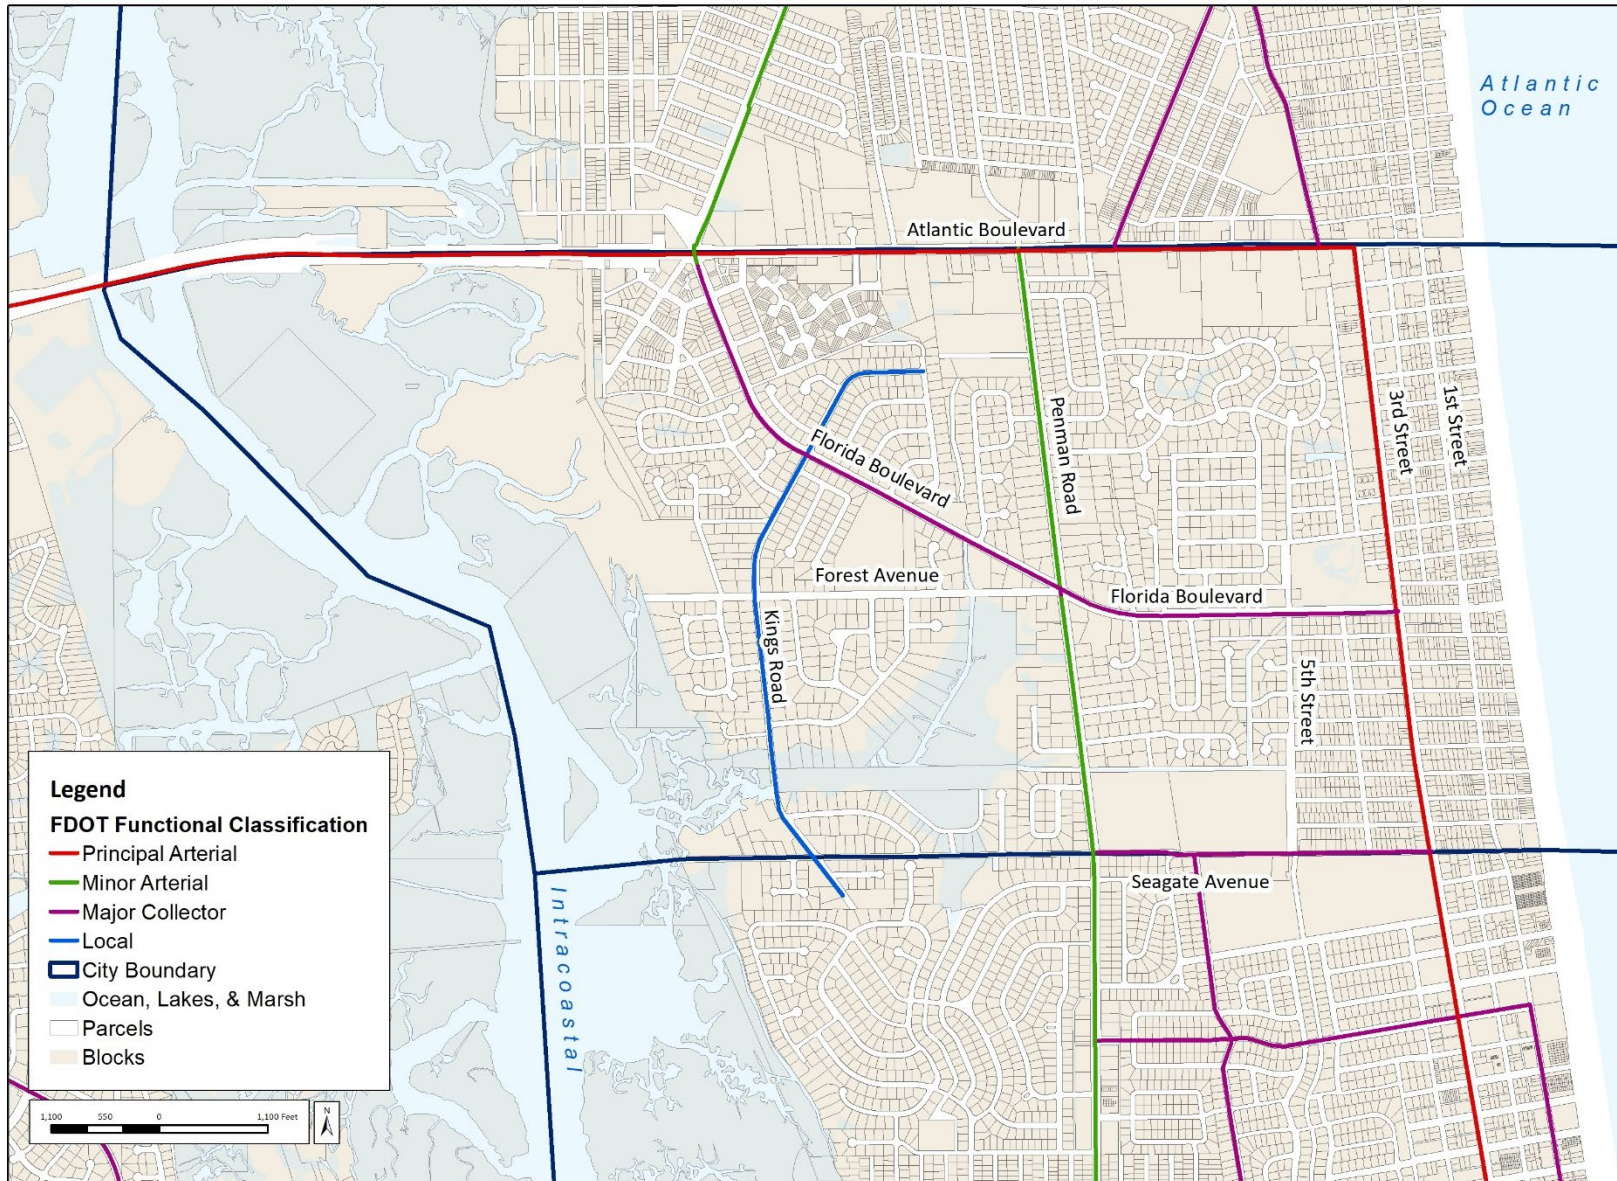 Atlantic
Ocean
Atlantic Boulevard
3rd Street
1st Street
Penman Road
Florida Boulevard
Forest Avenue
Florida Boulevard
Kings Road
5th Street
Seagate Avenue
Intracoastal
Legend
FDOT Functional Classification
Principal Arterial
Minor Arterial
Major Collector
Local
City Boundary
Ocean, Lakes, & Marsh
Parcels
Blocks
1,100 550 0 1,100 Feet
N